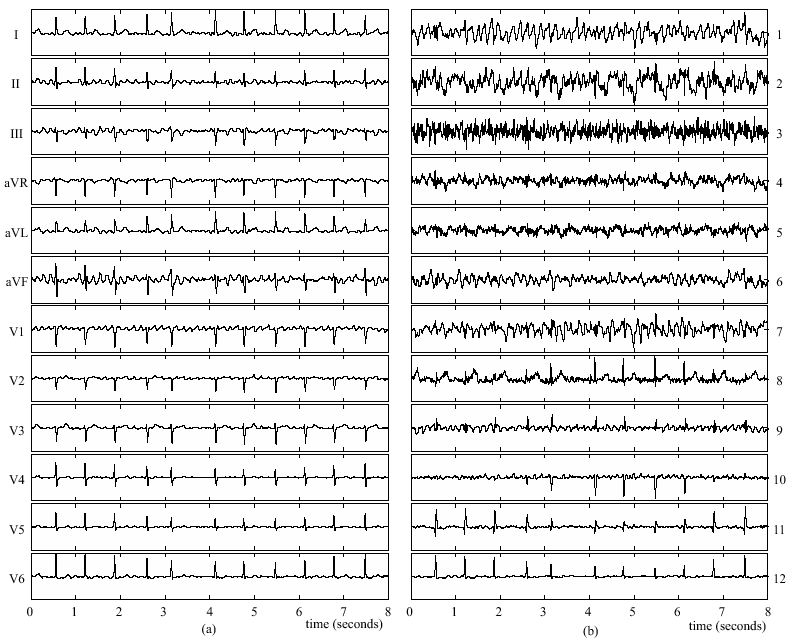 I 1
II 2
III 3
aVR 4
aVL 5
aVF 6
V1 7
V2 8
V3 9
V4 10
V5 11
V6 12
0 1 2 3 4 5 6 7 8 0 1 2 3 4 5 6 7 8
time (seconds) time (seconds)
(a) (b)